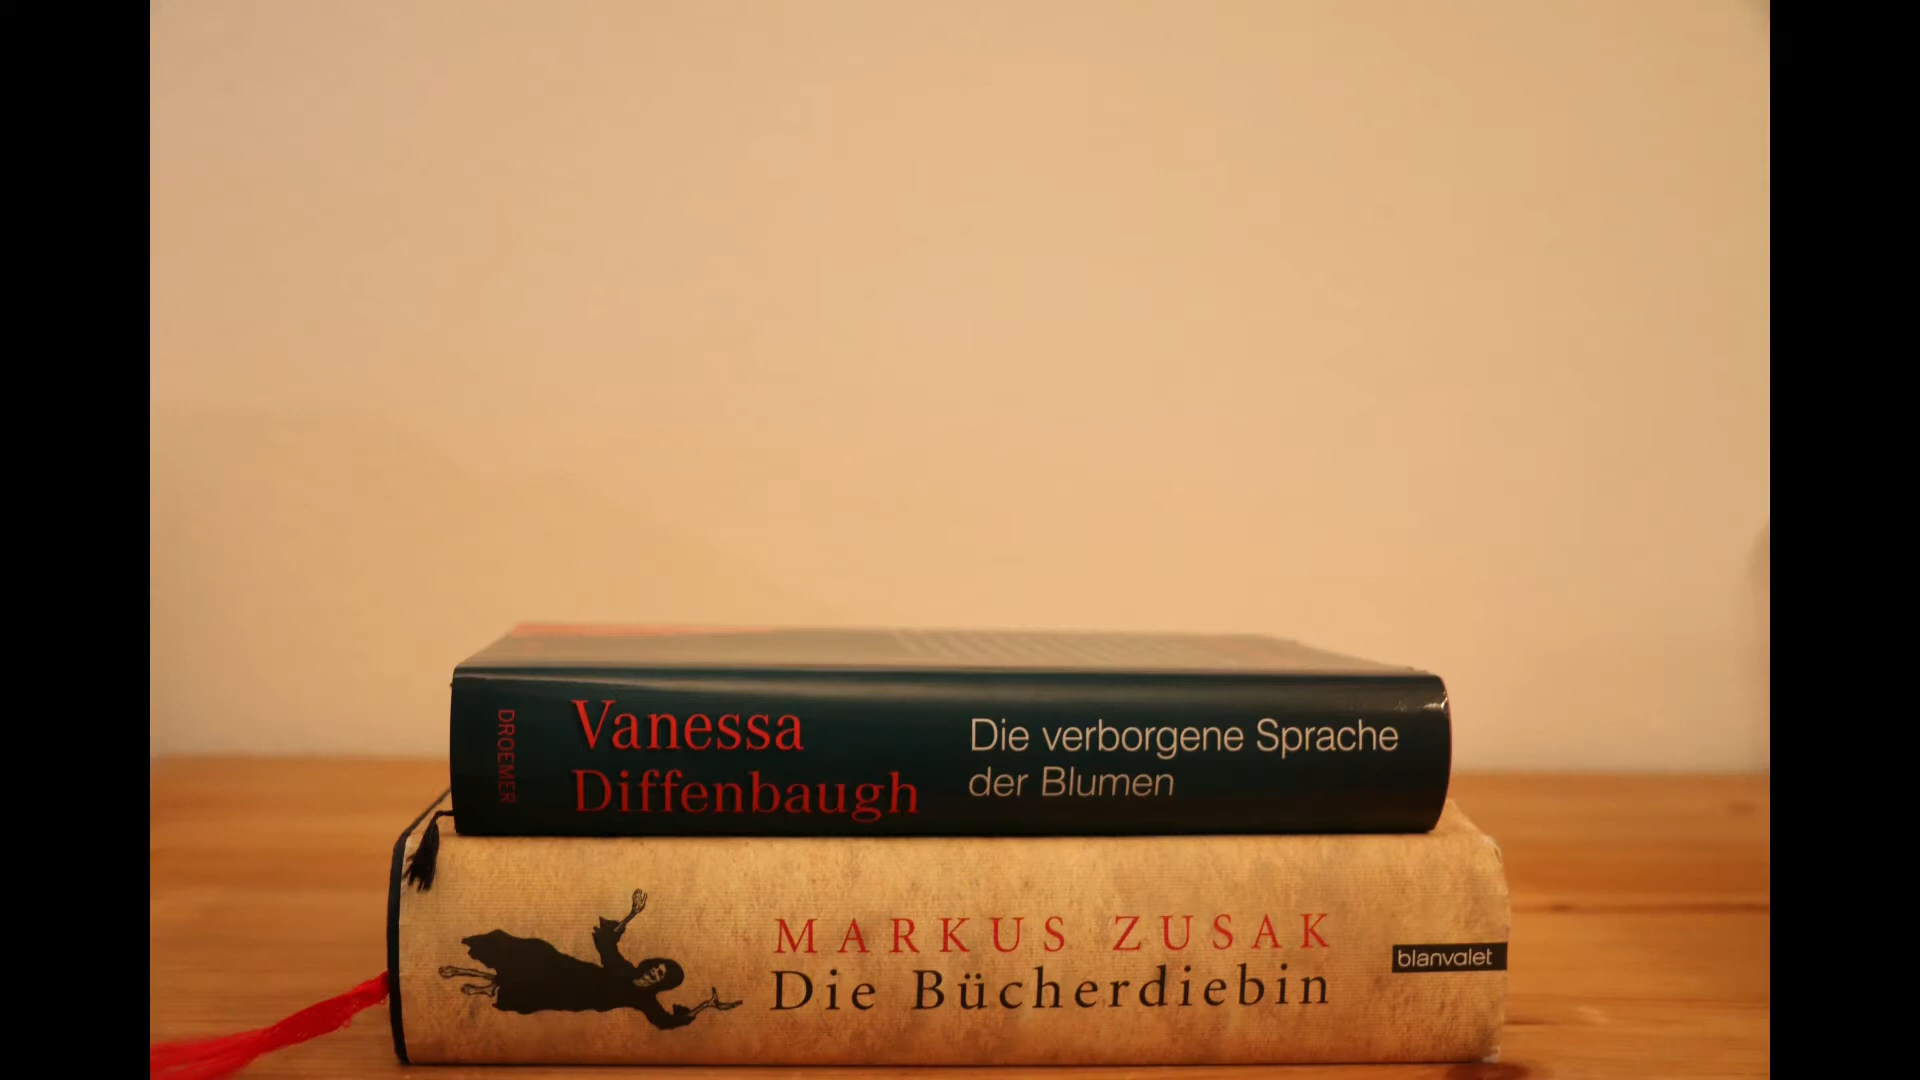 DROEMER
Vanessa
Diffenbaugh
Die verborgene Sprache
der Blumen
MARKUS ZUSAK
Die Bücherdiebin
blanvalet